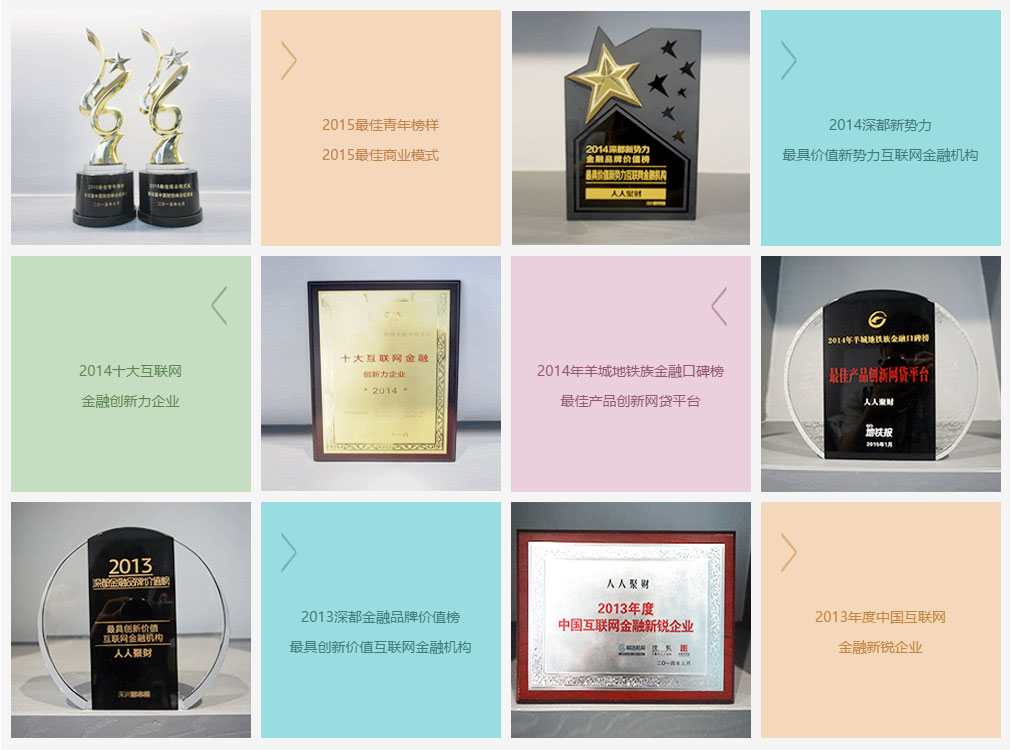 2015最佳青年榜样
2015最佳商业模式
2014深都新势力
金融品牌价值榜
最具价值新势力互联网金融机构
人人聚财
2014深都新势力
最具价值新势力互联网金融机构
2014十大互联网
金融创新力企业
十大互联网金融
创新力企业
* 2014 *
2014年羊城地铁族金融口碑榜
最佳产品创新网贷平台
2014年羊城地铁族金融口碑榜
最佳产品创新网贷平台
人人聚财
地铁报
2015年1月
2013
深都金融品牌价值榜
最具创新价值
互联网金融机构
人人聚财
2013深都金融品牌价值榜
最具创新价值互联网金融机构
人人聚财
2013年度
中国互联网金融新锐企业
二〇一四年三月
2013年度中国互联网
金融新锐企业